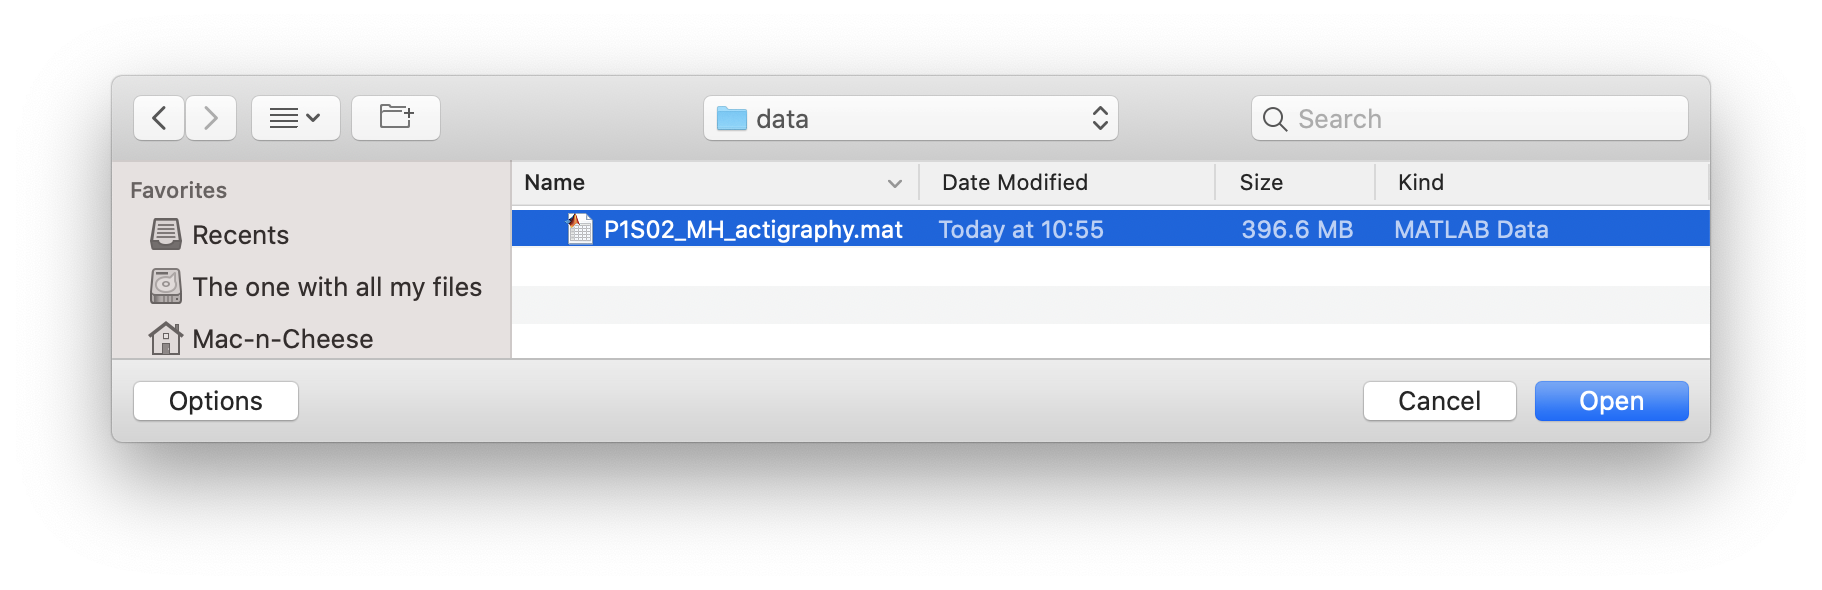 data
Search
Favorites
Recents
The one with all my files
Mac-n-Cheese
Name Date Modified Size Kind
P1S02_MH_actigraphy.mat Today at 10:55 396.6 MB MATLAB Data
Options Cancel Open